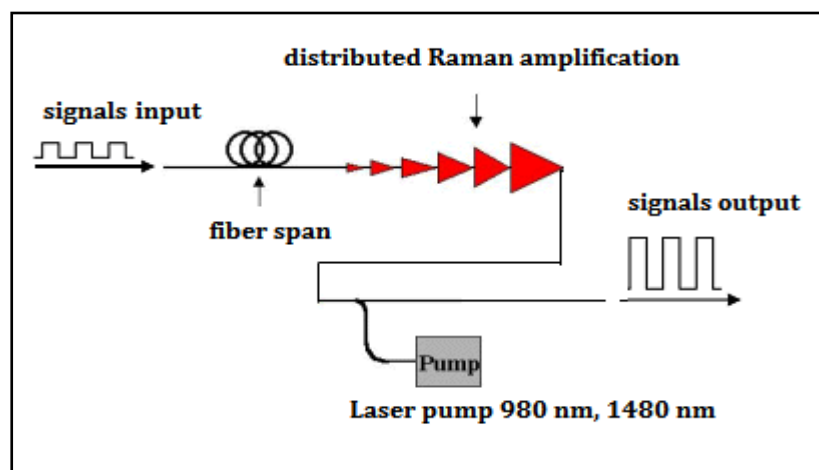 distributed Raman amplification
signals input
fiber span
signals output
Pump
Laser pump 980 nm, 1480 nm